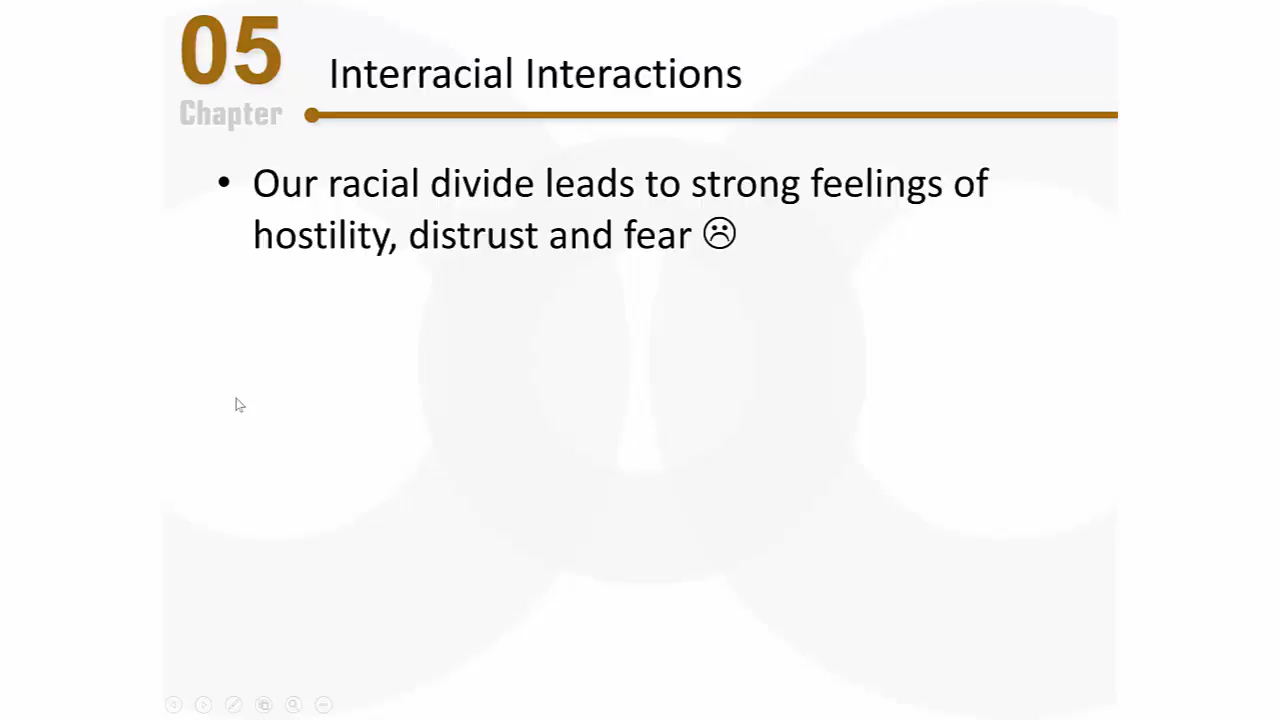 05
Chapter
Interracial Interactions
• Our racial divide leads to strong feelings of
hostility, distrust and fear ☹